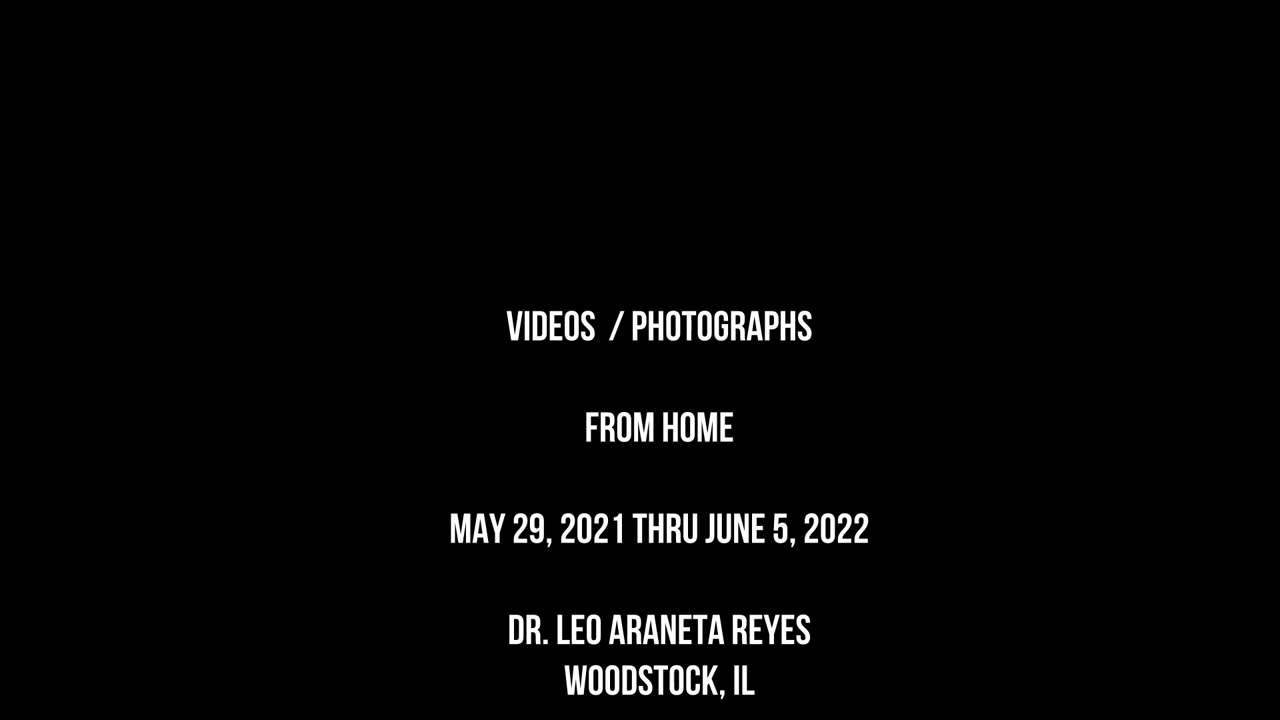 VIDEOS / PHOTOGRAPHS
FROM HOME
MAY 29, 2021 THRU JUNE 5, 2022
DR. LEO ARANETA REYES
WOODSTOCK, IL